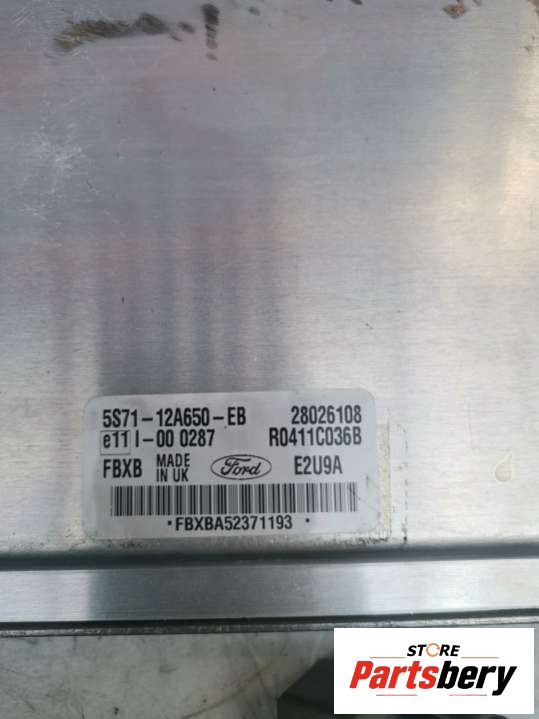 5S71-12A650-EB 28026108
e11 I-00 0287 R0411C036B
FBXB MADE IN UK Ford E2U9A
*FBXBA52371193*
STORE
Partsbery